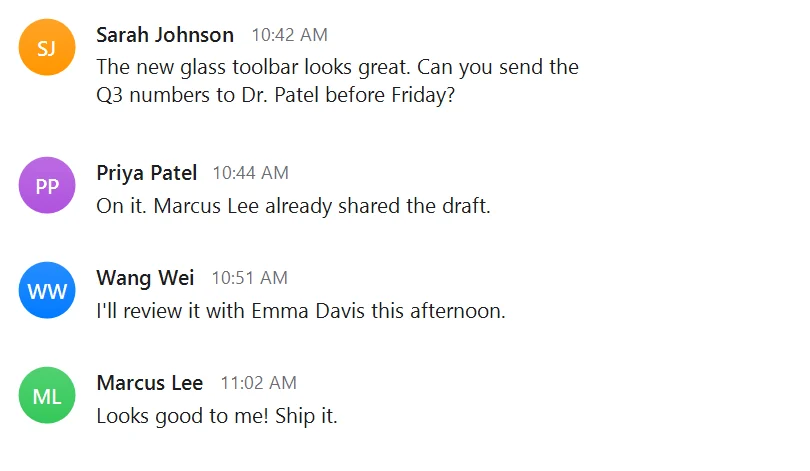 SJ
Sarah Johnson 10:42 AM
The new glass toolbar looks great. Can you send the
Q3 numbers to Dr. Patel before Friday?
PP
Priya Patel 10:44 AM
On it. Marcus Lee already shared the draft.
WW
Wang Wei 10:51 AM
I'll review it with Emma Davis this afternoon.
ML
Marcus Lee 11:02 AM
Looks good to me! Ship it.